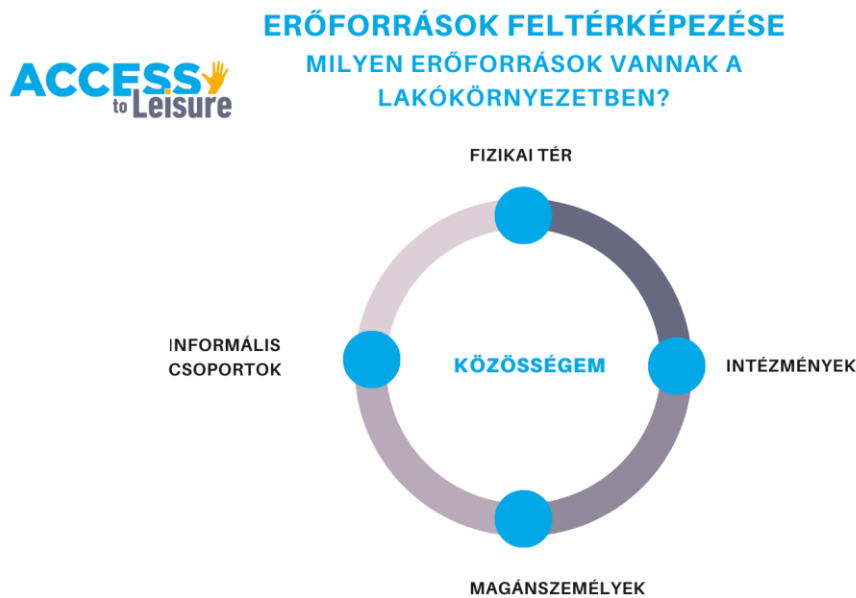 ERŐFORRÁSOK FELTÉRKÉPEZÉSE
MILYEN ERŐFORRÁSOK VANNAK A
LAKÓKÖRNYEZETBEN?
ACCESS
to Leisure
FIZIKAI TÉR
INFORMÁLIS
CSOPORTOK
KÖZÖSSÉGEM
INTÉZMÉNYEK
MAGÁNSZEMÉLYEK